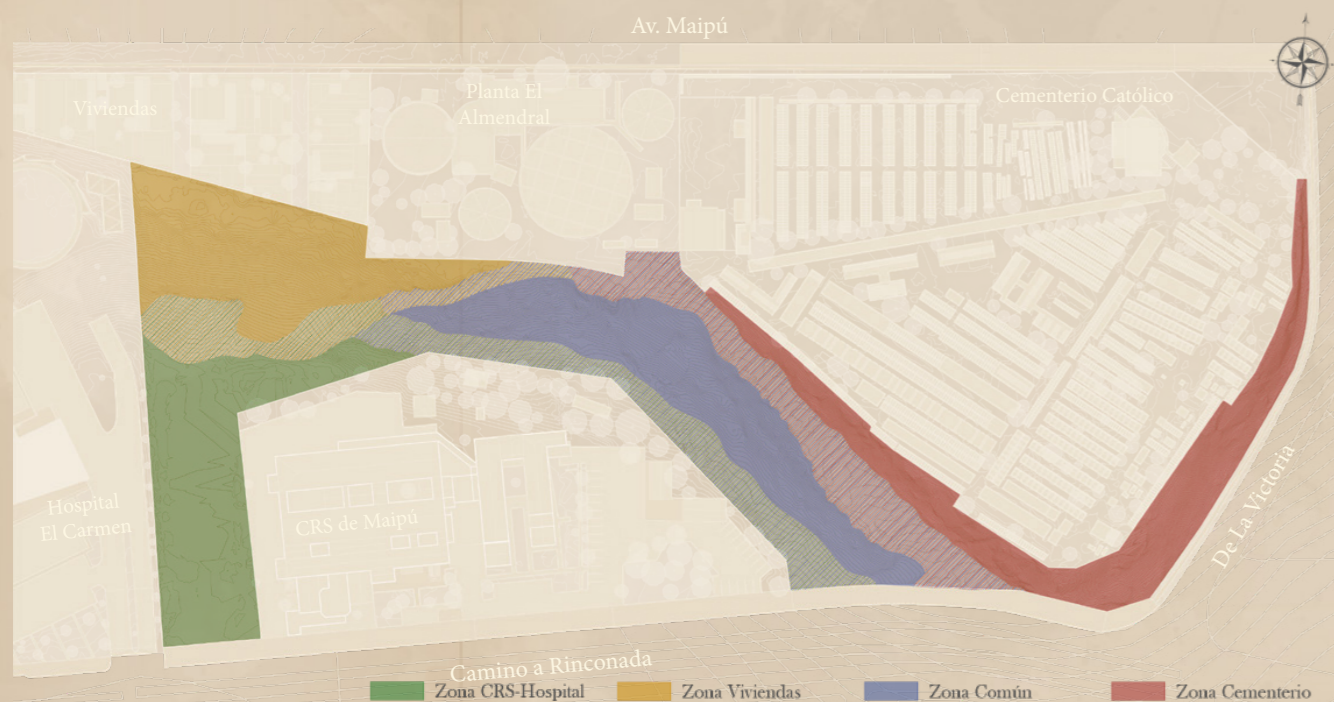 Av. Maipú
Viviendas
Planta El
Almendral
Cementerio Católico
Hospital
El Carmen
CRS de Maipú
De La Victoria
Camino a Rinconada
Zona CRS-Hospital
Zona Viviendas
Zona Común
Zona Cementerio